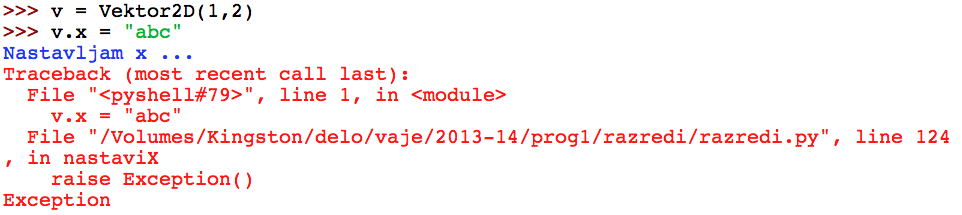 >>> v = Vektor2D(1,2)
>>> v.x = "abc"
Nastavljam x ...
Traceback (most recent call last):
  File "<pyshell#79>", line 1, in <module>
    v.x = "abc"
  File "/Volumes/Kingston/delo/vaje/2013-14/prog1/razredi/razredi.py", line 124
, in nastaviX
    raise Exception()
Exception